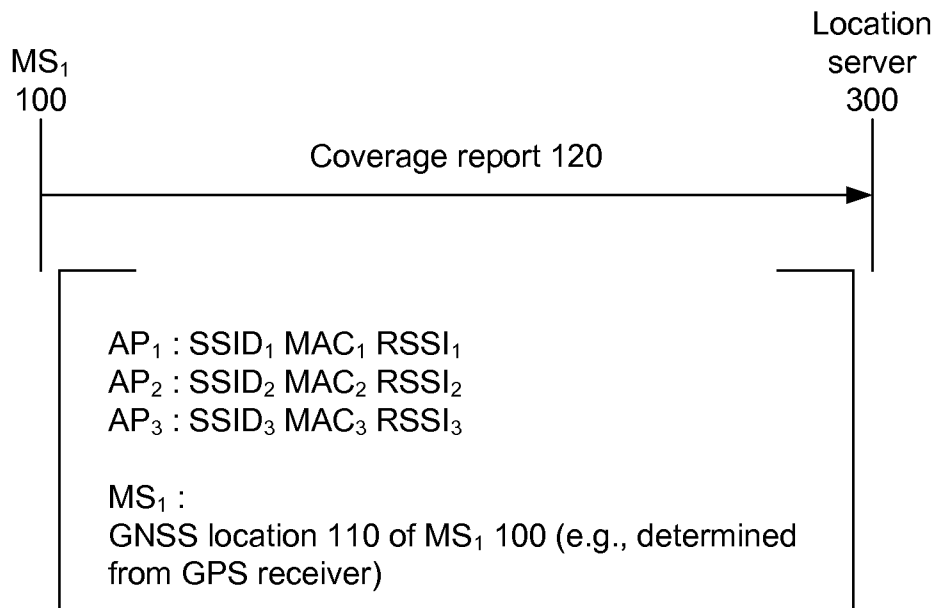 MS₁
100
Location
server
300
Coverage report 120
AP₁ : SSID₁ MAC₁ RSSI₁
AP₂ : SSID₂ MAC₂ RSSI₂
AP₃ : SSID₃ MAC₃ RSSI₃
MS₁ :
GNSS location 110 of MS₁ 100 (e.g., determined
from GPS receiver)